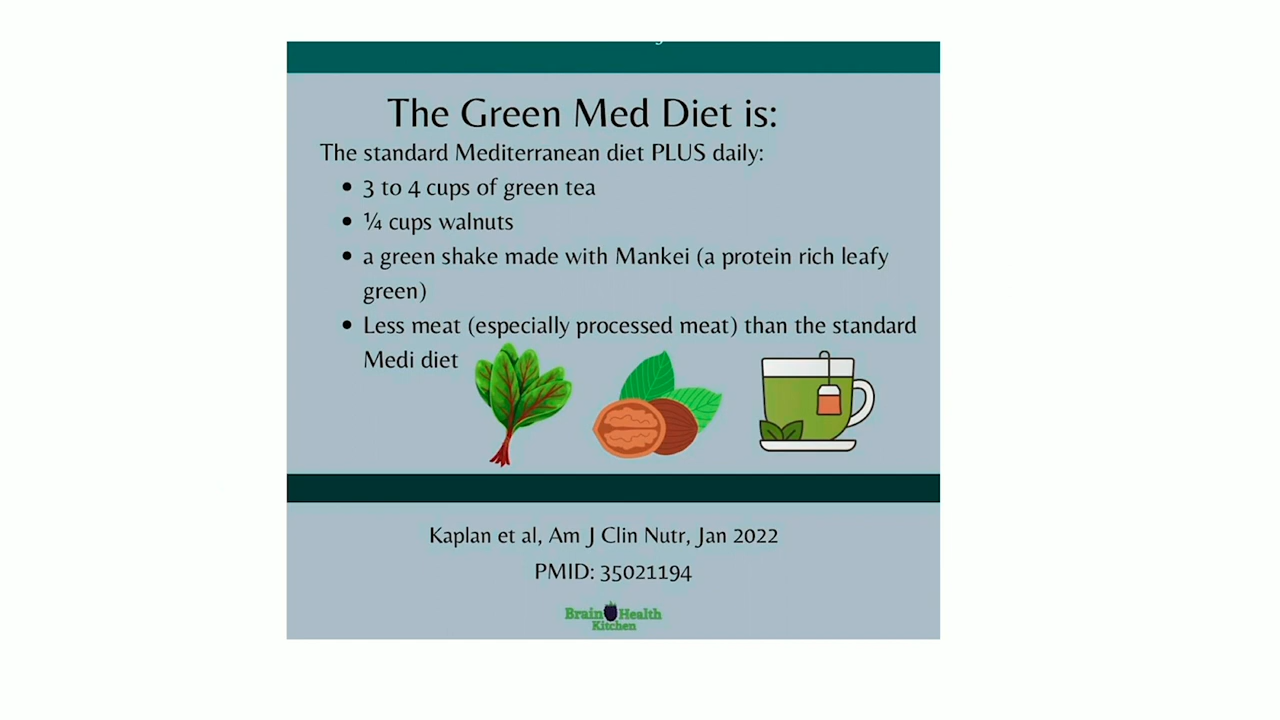 The Green Med Diet is:
The standard Mediterranean diet PLUS daily:
• 3 to 4 cups of green tea
• ¼ cups walnuts
• a green shake made with Mankei (a protein rich leafy
green)
• Less meat (especially processed meat) than the standard
Medi diet
Kaplan et al, Am J Clin Nutr, Jan 2022
PMID: 35021194
Brain Health
Kitchen